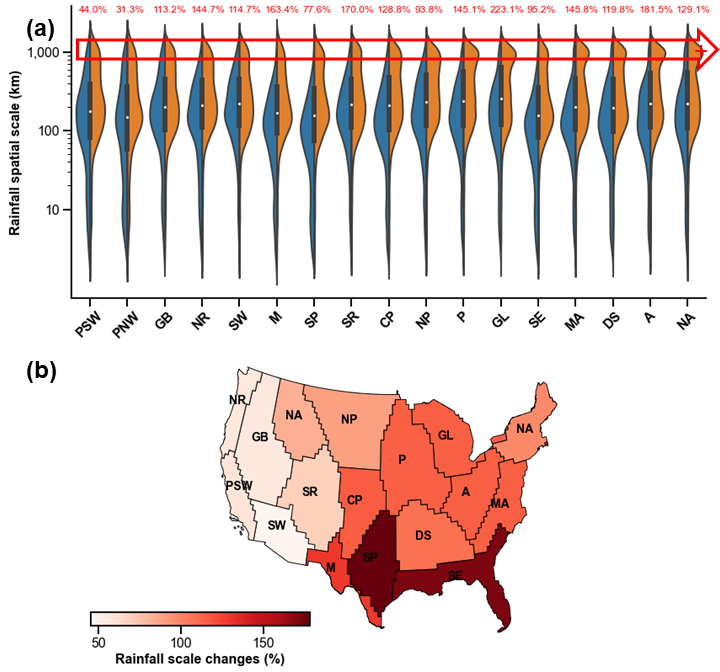 44.0% 31.3% 113.2% 144.7% 114.7% 163.4% 77.6% 170.0% 128.8% 93.8% 145.1% 223.1% 95.2% 145.8% 119.8% 181.5% 129.1%
(a)
Rainfall spatial scale (km)
1,000
100
10
PSW PNW GB NR SW M SP SR CP NP P GL SE MA DS A NA
(b)
NR
NA
NP
GL
NA
GB
P
PSW
SR
CP
A
MA
SW
DS
M
SP
SE
50 100 150
Rainfall scale changes (%)